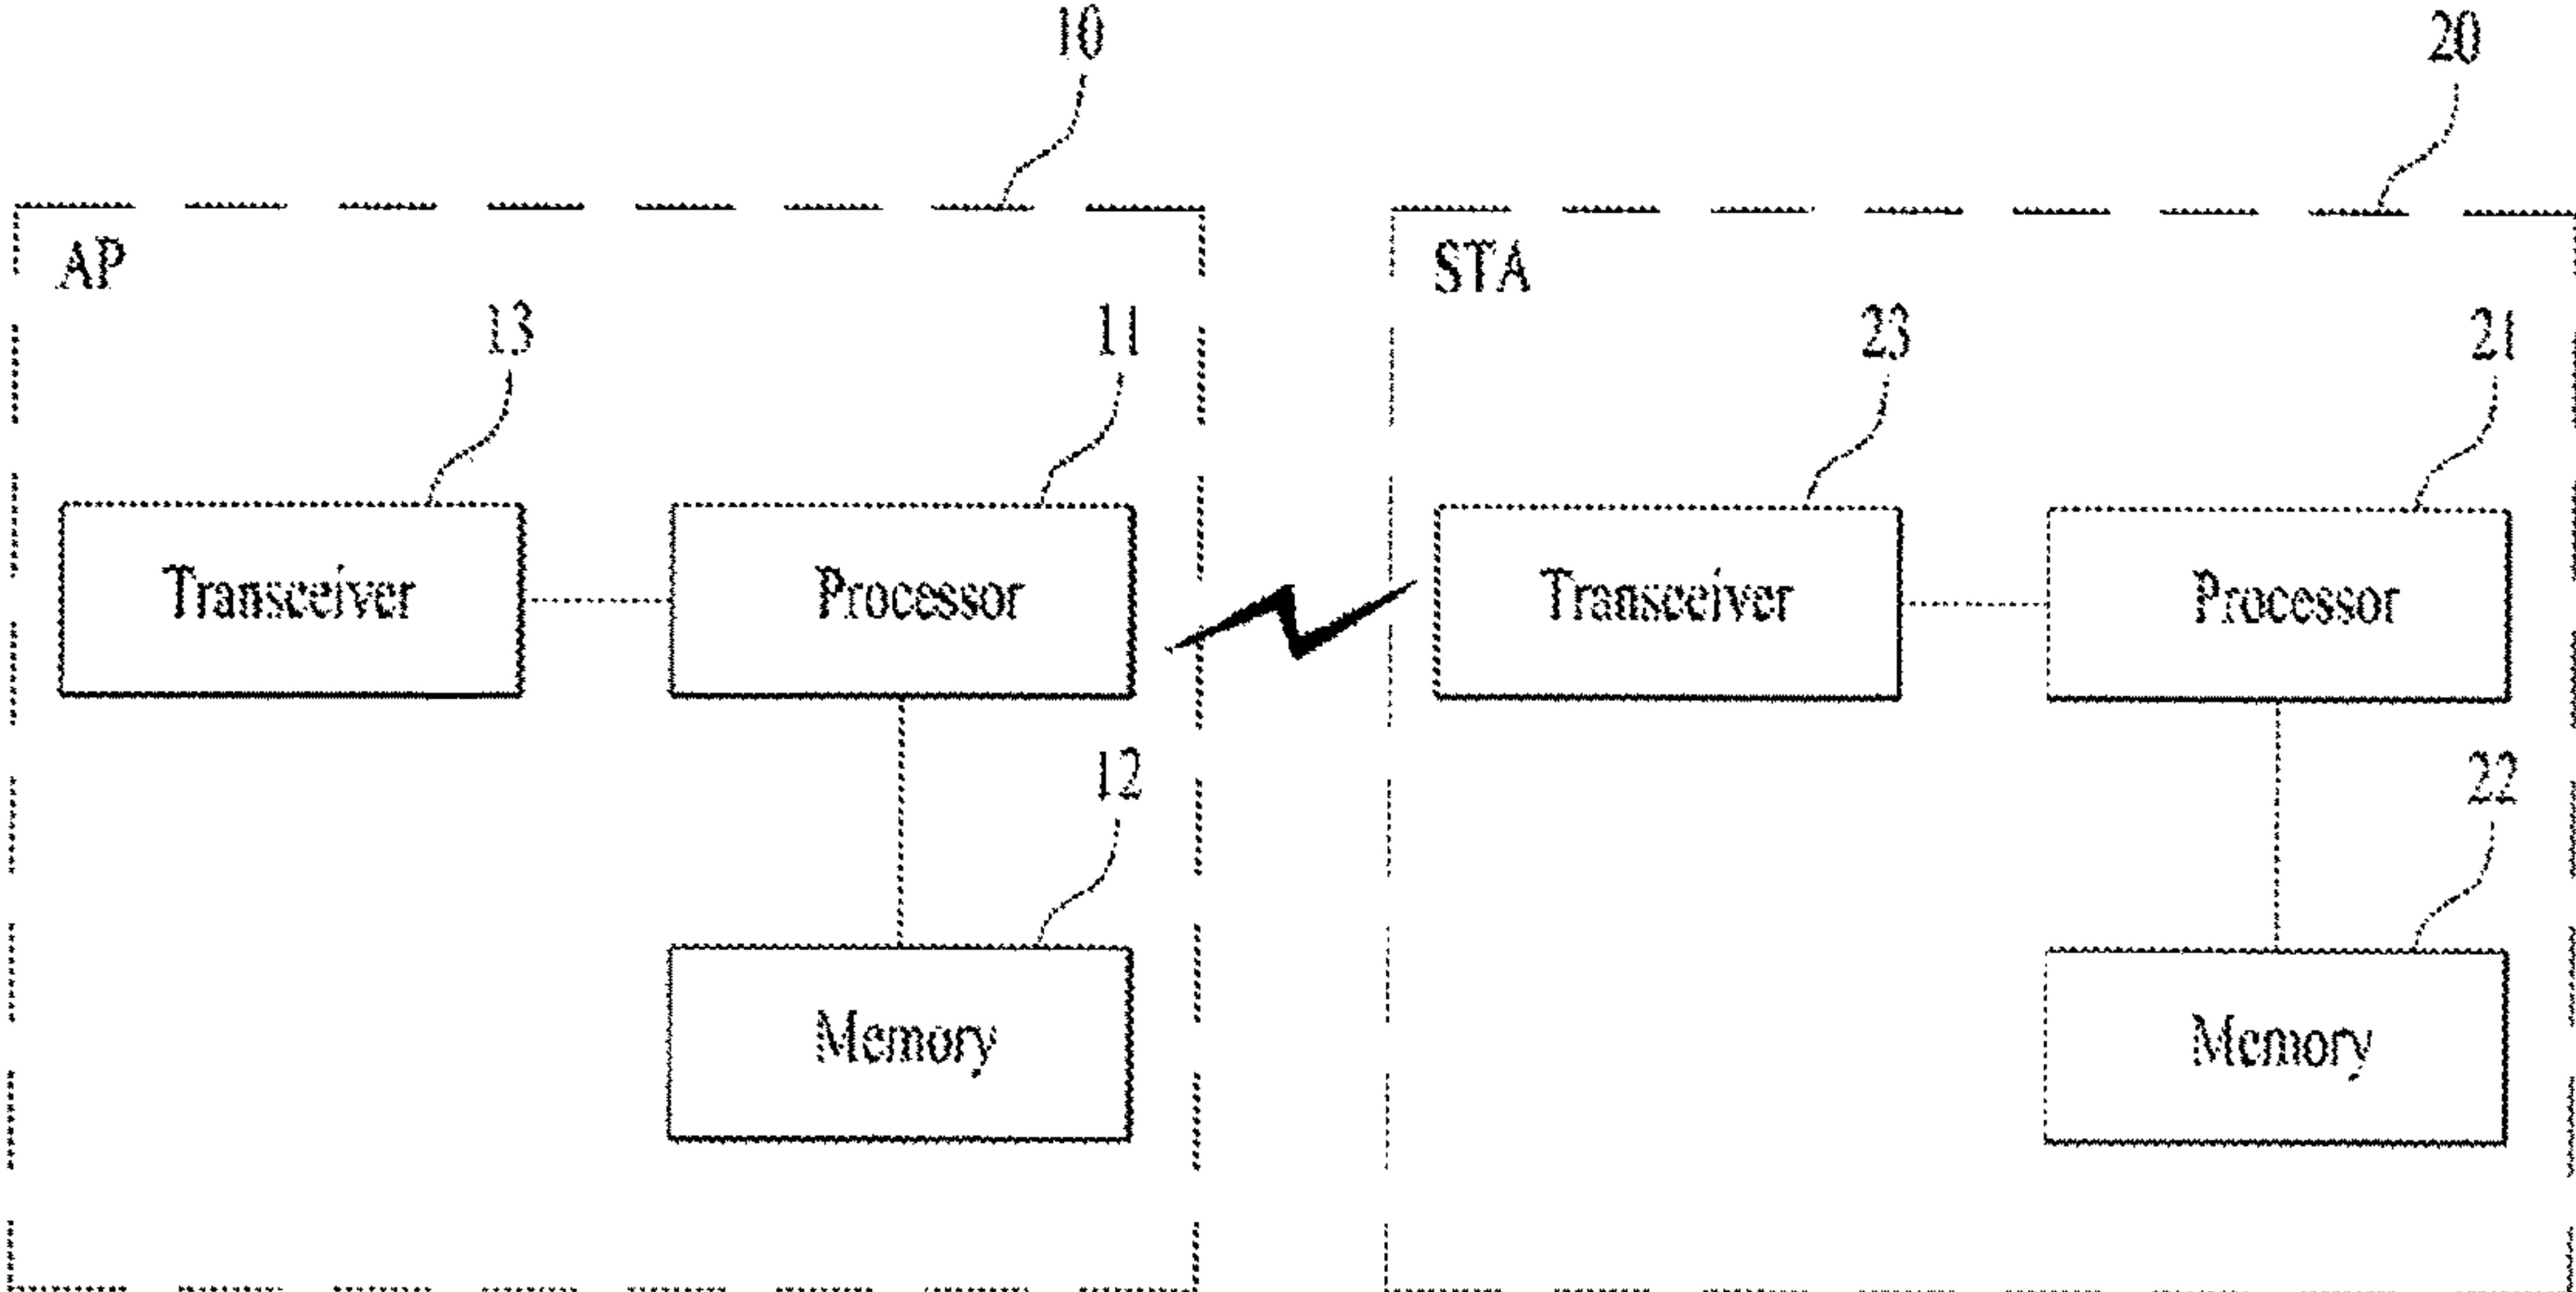 10
20
AP
STA
13
11
23
21
Transceiver
Processor
Transceiver
Processor
12
22
Memory
Memory